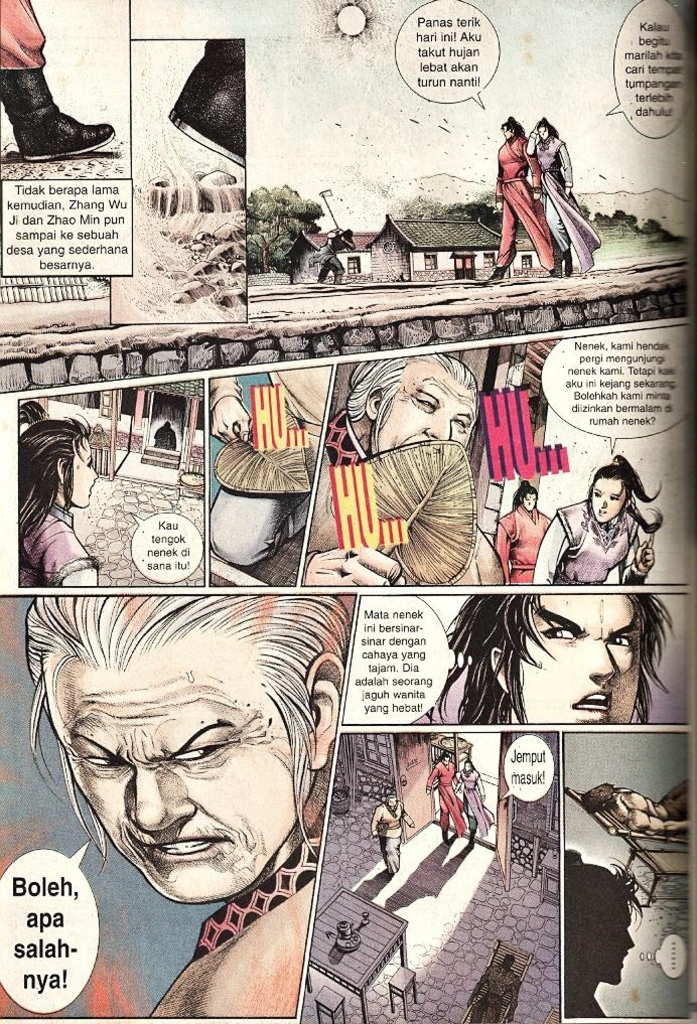 Panas terik
hari ini! Aku
takut hujan
lebat akan
turun nanti!
Kalau
begitu
marilah kita
cari tempat
tumpangan
terlebih
dahulu!
Tidak berapa lama
kemudian, Zhang Wu
Ji dan Zhao Min pun
sampai ke sebuah
desa yang sederhana
besarnya.
Kau
tengok
nenek di
sana itu!
HU...
HU...
HU...
Nenek, kami hendak
pergi mengunjungi
nenek kami. Tetapi kaki
aku ini kejang sekarang.
Bolehkah kami minta
diizinkan bermalam di
rumah nenek?
Boleh,
apa
salah-
nya!
Mata nenek
ini bersinar-
sinar dengan
cahaya yang
tajam. Dia
adalah seorang
jaguh wanita
yang hebat!
Jemput
masuk!
......